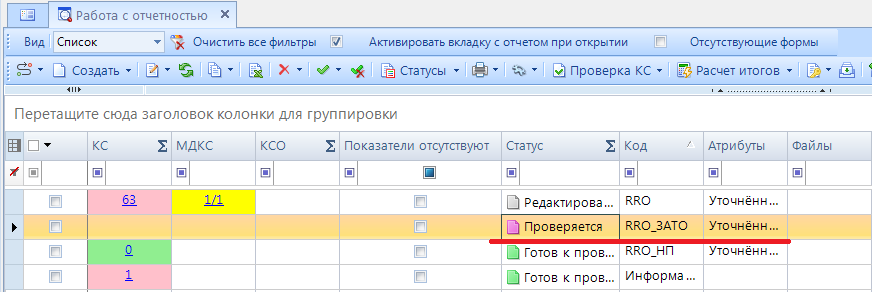 Работа с отчетностью
Вид Список Очистить все фильтры Активировать вкладку с отчетом при открытии Отсутствующие формы
Создать Статусы Проверка КС Расчет итогов
Перетащите сюда заголовок колонки для группировки
КС Σ МДКС Σ КСО Σ Показатели отсутствуют Статус Σ Код Атрибуты Файлы
63 1/1 Редактирова... RRO Уточнённ...
Проверяется RRO_ЗАТО Уточнённ...
0 Готов к пров... RRO_НП Уточнённ...
1 Готов к пров... Информа...